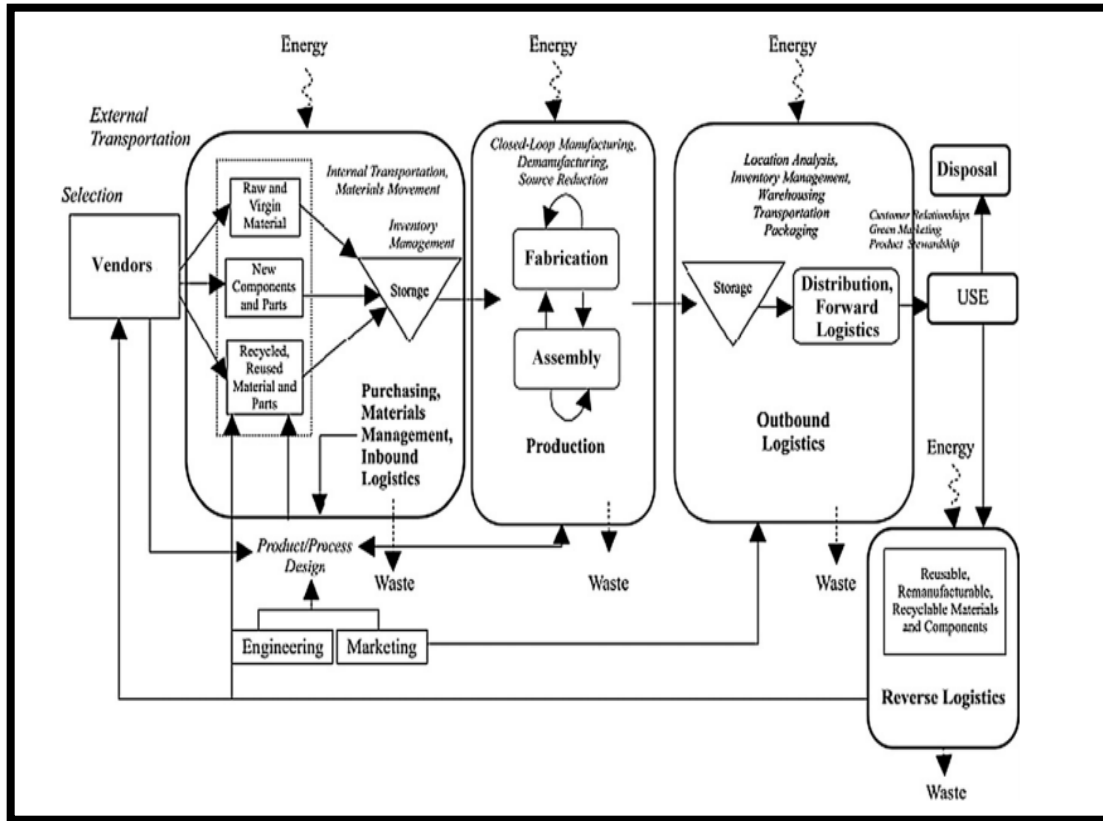 Energy
Energy
Energy
External
Transportation
Selection
Vendors
Raw and
Virgin
Material
New
Components
and Parts
Recycled,
Reused
Material and
Parts
Internal Transportation,
Materials Movement
Inventory
Management
Storage
Purchasing,
Materials
Management,
Inbound
Logistics
Closed-Loop Manufacturing,
Demanufacturing,
Source Reduction
Fabrication
Assembly
Production
Location Analysis,
Inventory Management,
Warehousing
Transportation
Packaging
Storage
Distribution,
Forward
Logistics
Outbound
Logistics
Customer Relationships
Green Marketing
Product Stewardship
Disposal
USE
Energy
Product/Process
Design
Waste
Waste
Waste
Engineering
Marketing
Reusable,
Remanufacturable,
Recyclable Materials
and Components
Reverse Logistics
Waste